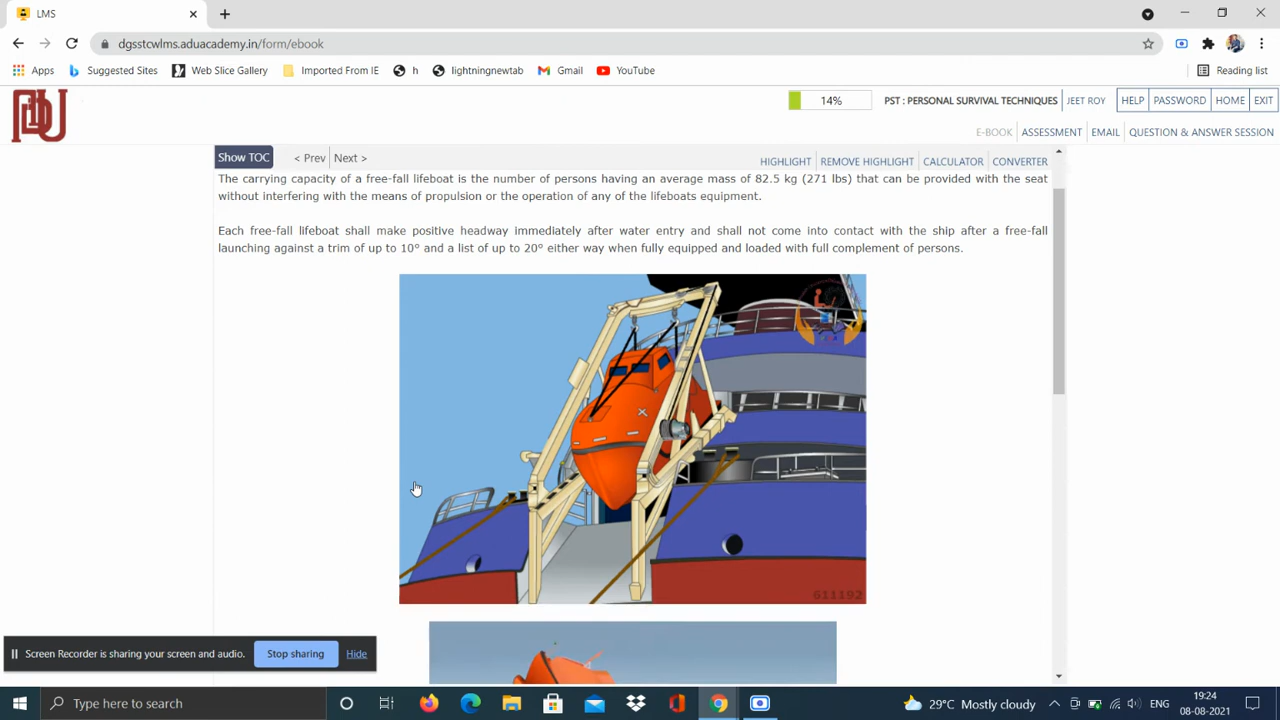 LMS
dgsstcwlms.aduacademy.in/form/ebook
Apps Suggested Sites Web Slice Gallery Imported From IE h lightningnewtab Gmail YouTube Reading list
14% PST : PERSONAL SURVIVAL TECHNIQUES JEET ROY HELP PASSWORD HOME EXIT
E-BOOK ASSESSMENT EMAIL QUESTION & ANSWER SESSION
Show TOC < Prev Next > HIGHLIGHT REMOVE HIGHLIGHT CALCULATOR CONVERTER
The carrying capacity of a free-fall lifeboat is the number of persons having an average mass of 82.5 kg (271 lbs) that can be provided with the seat
without interfering with the means of propulsion or the operation of any of the lifeboats equipment.
Each free-fall lifeboat shall make positive headway immediately after water entry and shall not come into contact with the ship after a free-fall
launching against a trim of up to 10° and a list of up to 20° either way when fully equipped and loaded with full complement of persons.
611192
Screen Recorder is sharing your screen and audio. Stop sharing Hide
Type here to search 29°C Mostly cloudy ENG 19:24
08-08-2021